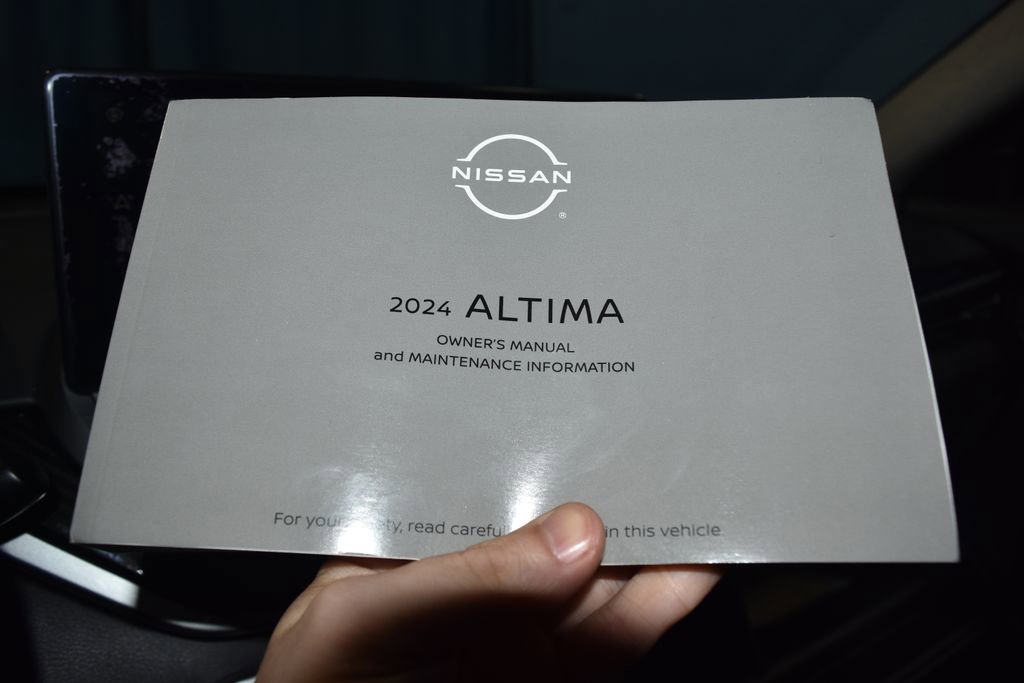 NISSAN
®
2024 ALTIMA
OWNER'S MANUAL
and MAINTENANCE INFORMATION
For your read in this vehicle